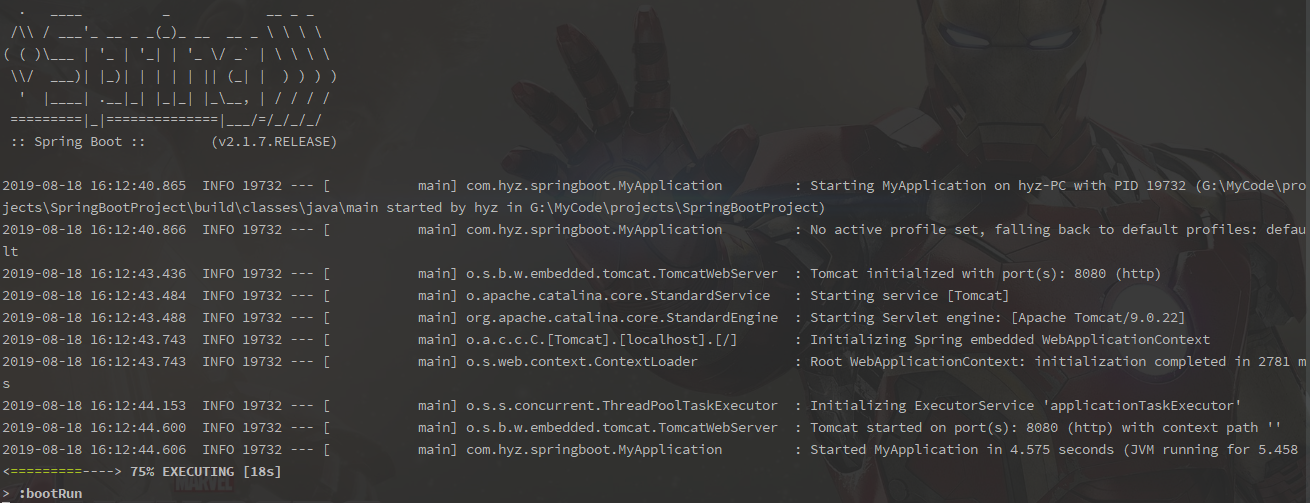 .   ____          _            __ _ _
 /\\ / ___'_ __ _ _(_)_ __  __ _ \ \ \ \
( ( )\___ | '_ | '_| | '_ \/ _` | \ \ \ \
 \\/  ___)| |_)| | | | | || (_| |  ) ) ) )
  '  |____| .__|_| |_|_| |_\__, | / / / /
 =========|_|==============|___/=/_/_/_/
 :: Spring Boot ::        (v2.1.7.RELEASE)
2019-08-18 16:12:40.865  INFO 19732 --- [           main] com.hyz.springboot.MyApplication         : Starting MyApplication on hyz-PC with PID 19732 (G:\MyCode\pro
jects\SpringBootProject\build\classes\java\main started by hyz in G:\MyCode\projects\SpringBootProject)
2019-08-18 16:12:40.866  INFO 19732 --- [           main] com.hyz.springboot.MyApplication         : No active profile set, falling back to default profiles: defau
lt
2019-08-18 16:12:43.436  INFO 19732 --- [           main] o.s.b.w.embedded.tomcat.TomcatWebServer  : Tomcat initialized with port(s): 8080 (http)
2019-08-18 16:12:43.484  INFO 19732 --- [           main] o.apache.catalina.core.StandardService   : Starting service [Tomcat]
2019-08-18 16:12:43.488  INFO 19732 --- [           main] org.apache.catalina.core.StandardEngine  : Starting Servlet engine: [Apache Tomcat/9.0.22]
2019-08-18 16:12:43.743  INFO 19732 --- [           main] o.a.c.c.C.[Tomcat].[localhost].[/]       : Initializing Spring embedded WebApplicationContext
2019-08-18 16:12:43.743  INFO 19732 --- [           main] o.s.web.context.ContextLoader            : Root WebApplicationContext: initialization completed in 2781 m
s
2019-08-18 16:12:44.153  INFO 19732 --- [           main] o.s.s.concurrent.ThreadPoolTaskExecutor  : Initializing ExecutorService 'applicationTaskExecutor'
2019-08-18 16:12:44.600  INFO 19732 --- [           main] o.s.b.w.embedded.tomcat.TomcatWebServer  : Tomcat started on port(s): 8080 (http) with context path ''
2019-08-18 16:12:44.606  INFO 19732 --- [           main] com.hyz.springboot.MyApplication         : Started MyApplication in 4.575 seconds (JVM running for 5.458
<=========----> 75% EXECUTING [18s]
> :bootRun
MARVEL